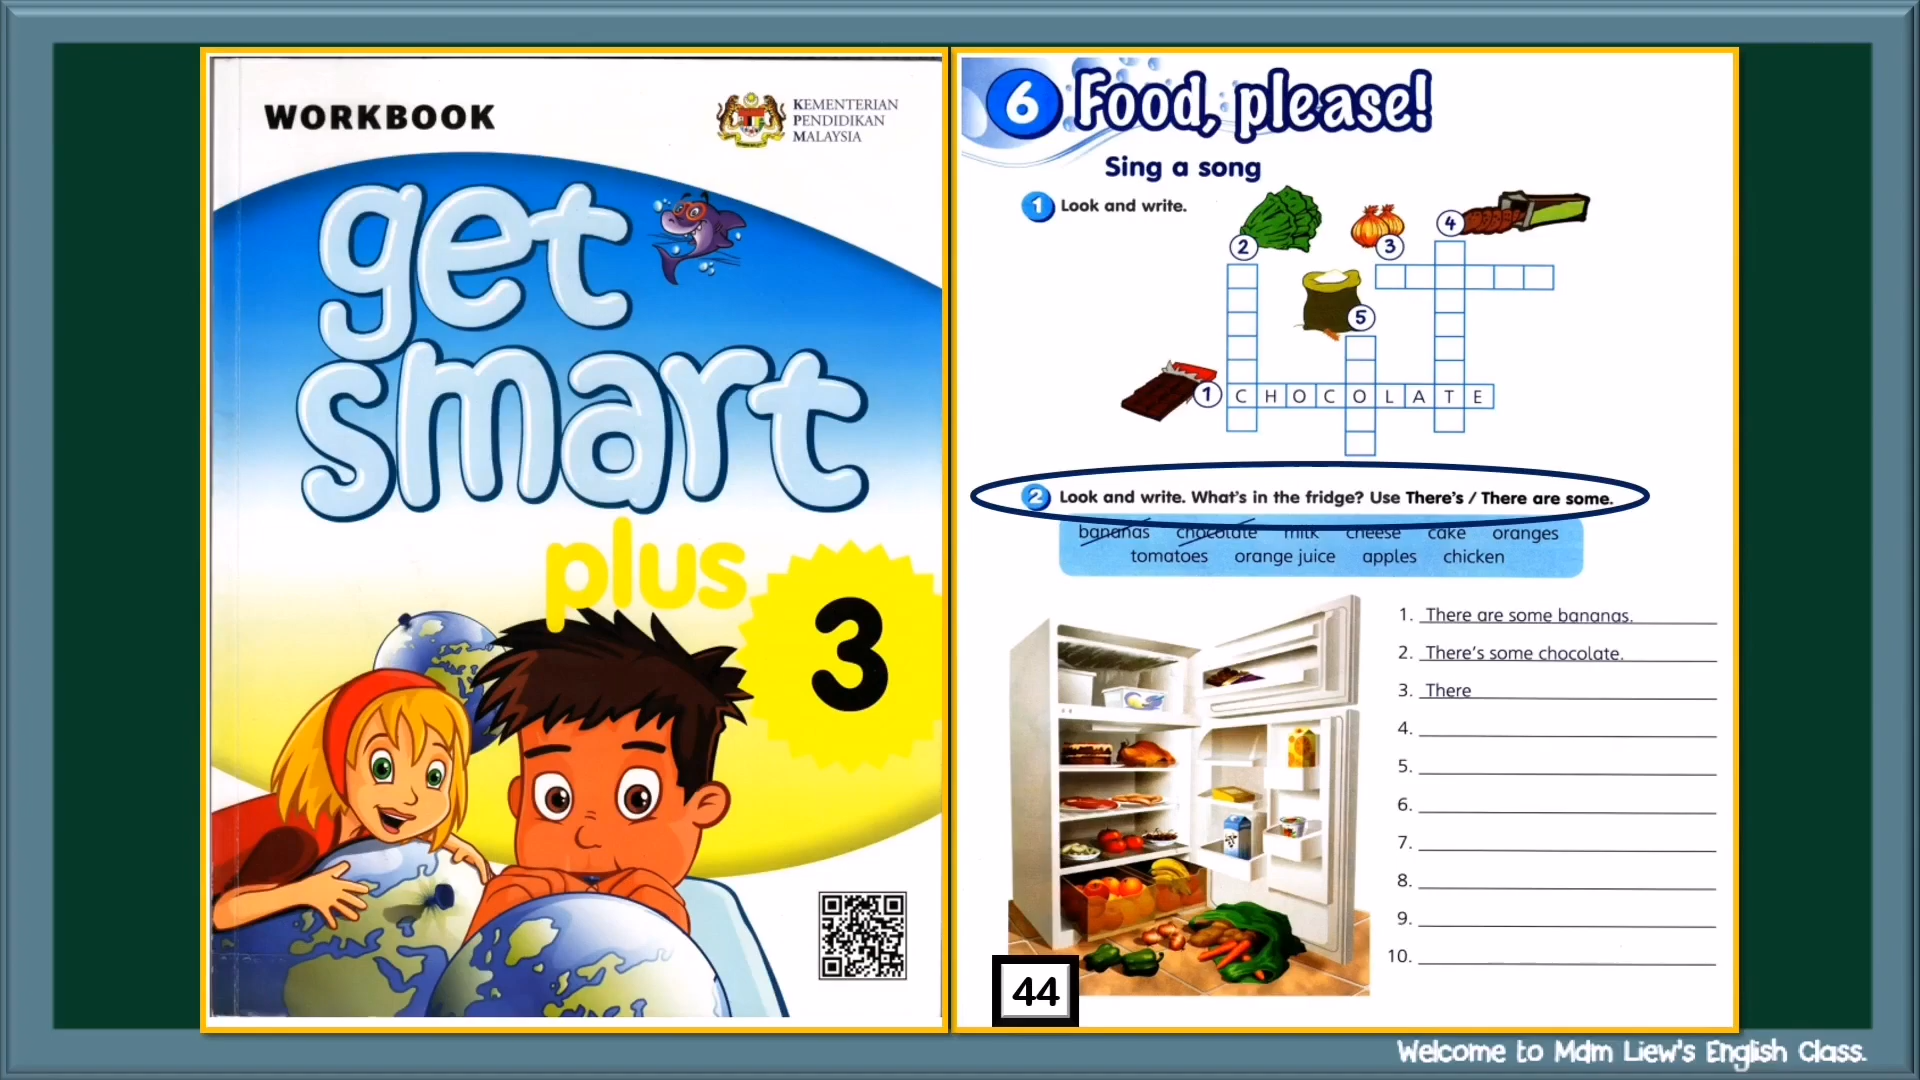 WORKBOOK
KEMENTERIAN
PENDIDIKAN
MALAYSIA
get
smart
plus
3
6 Food, please!
Sing a song
1 Look and write.
2
3
4
5
1 CHOCOLATE
2 Look and write. What's in the fridge? Use There's / There are some.
bananas chocolate milk cheese cake oranges
tomatoes orange juice apples chicken
1. There are some bananas.
2. There's some chocolate.
3. There
4.
5.
6.
7.
8.
9.
10.
44
Welcome to Mdm Liew's English Class.